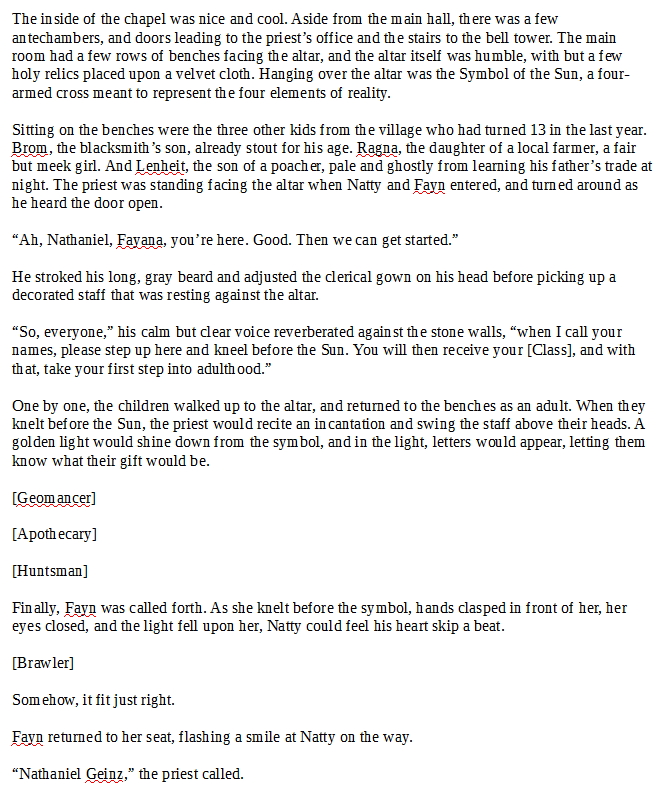 The inside of the chapel was nice and cool. Aside from the main hall, there was a few
antechambers, and doors leading to the priest’s office and the stairs to the bell tower. The main
room had a few rows of benches facing the altar, and the altar itself was humble, with but a few
holy relics placed upon a velvet cloth. Hanging over the altar was the Symbol of the Sun, a four-
armed cross meant to represent the four elements of reality.
Sitting on the benches were the three other kids from the village who had turned 13 in the last year.
Brom, the blacksmith’s son, already stout for his age. Ragna, the daughter of a local farmer, a fair
but meek girl. And Lenheit, the son of a poacher, pale and ghostly from learning his father’s trade at
night. The priest was standing facing the altar when Natty and Fayn entered, and turned around as
he heard the door open.
“Ah, Nathaniel, Fayana, you’re here. Good. Then we can get started.”
He stroked his long, gray beard and adjusted the clerical gown on his head before picking up a
decorated staff that was resting against the altar.
“So, everyone,” his calm but clear voice reverberated against the stone walls, “when I call your
names, please step up here and kneel before the Sun. You will then receive your [Class], and with
that, take your first step into adulthood.”
One by one, the children walked up to the altar, and returned to the benches as an adult. When they
knelt before the Sun, the priest would recite an incantation and swing the staff above their heads. A
golden light would shine down from the symbol, and in the light, letters would appear, letting them
know what their gift would be.
[Geomancer]
[Apothecary]
[Huntsman]
Finally, Fayn was called forth. As she knelt before the symbol, hands clasped in front of her, her
eyes closed, and the light fell upon her, Natty could feel his heart skip a beat.
[Brawler]
Somehow, it fit just right.
Fayn returned to her seat, flashing a smile at Natty on the way.
“Nathaniel Geinz,” the priest called.